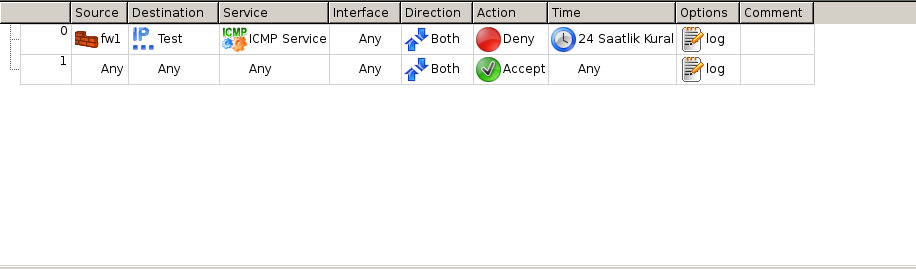 Source Destination Service Interface Direction Action Time Options Comment
0 fw1 IP Test ICMP ICMP Service Any Both Deny 24 Saatlik Kural log
1 Any Any Any Any Both Accept Any log